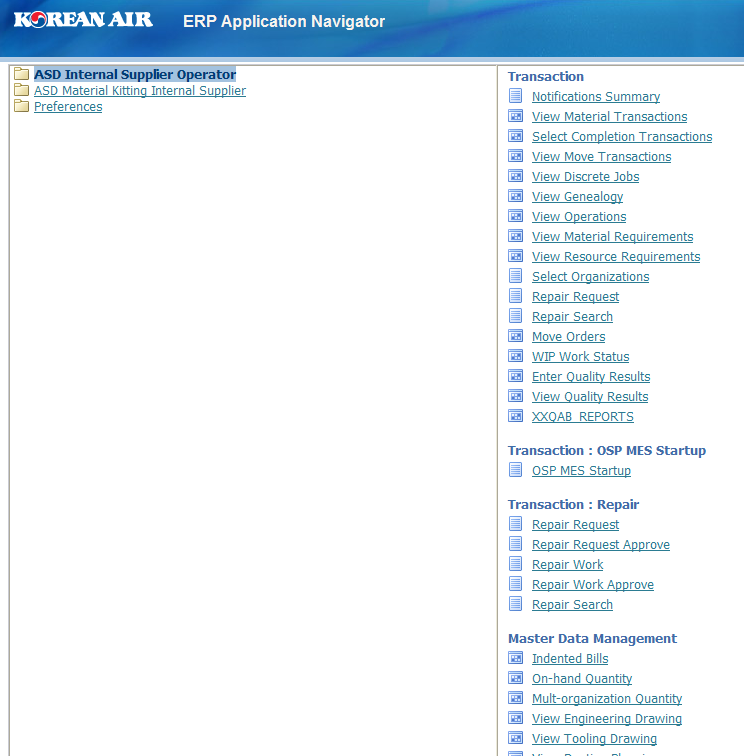 KOREAN AIR
ERP Application Navigator
ASD Internal Supplier Operator
ASD Material Kitting Internal Supplier
Preferences
Transaction
Notifications Summary
View Material Transactions
Select Completion Transactions
View Move Transactions
View Discrete Jobs
View Genealogy
View Operations
View Material Requirements
View Resource Requirements
Select Organizations
Repair Request
Repair Search
Move Orders
WIP Work Status
Enter Quality Results
View Quality Results
XXQAB_REPORTS
Transaction : OSP MES Startup
OSP MES Startup
Transaction : Repair
Repair Request
Repair Request Approve
Repair Work
Repair Work Approve
Repair Search
Master Data Management
Indented Bills
On-hand Quantity
Mult-organization Quantity
View Engineering Drawing
View Tooling Drawing